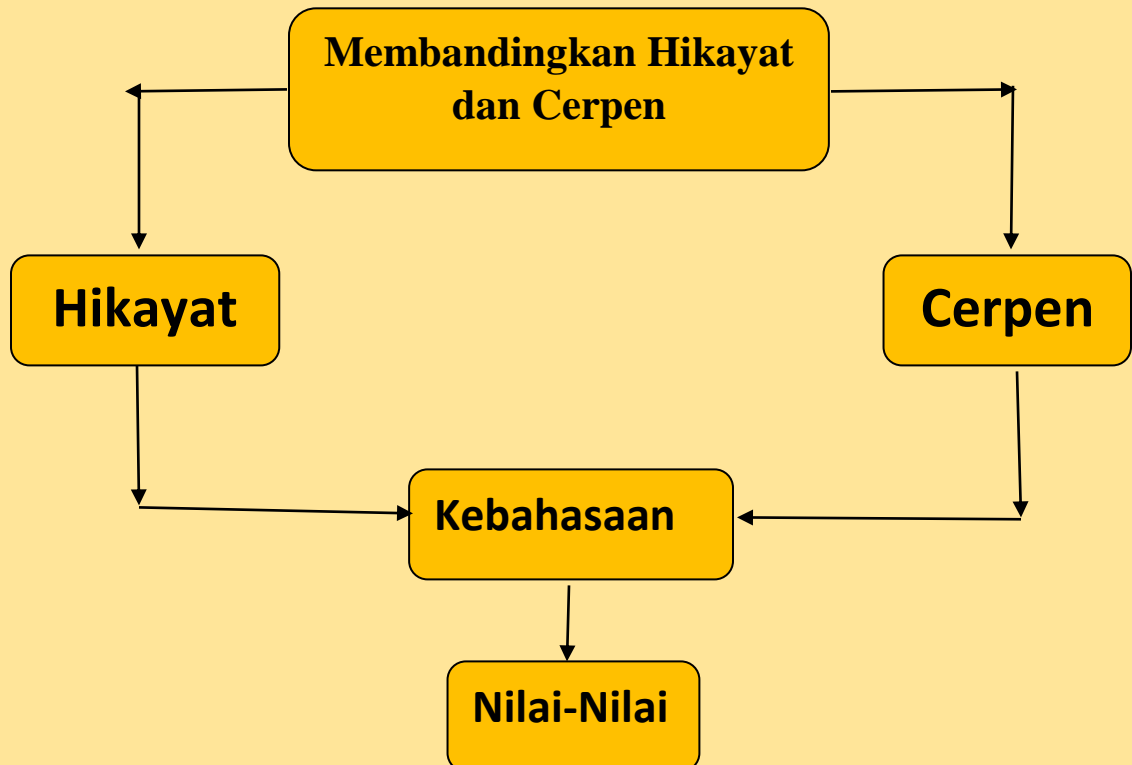 Membandingkan Hikayat
dan Cerpen
Hikayat
Cerpen
Kebahasaan
Nilai-Nilai